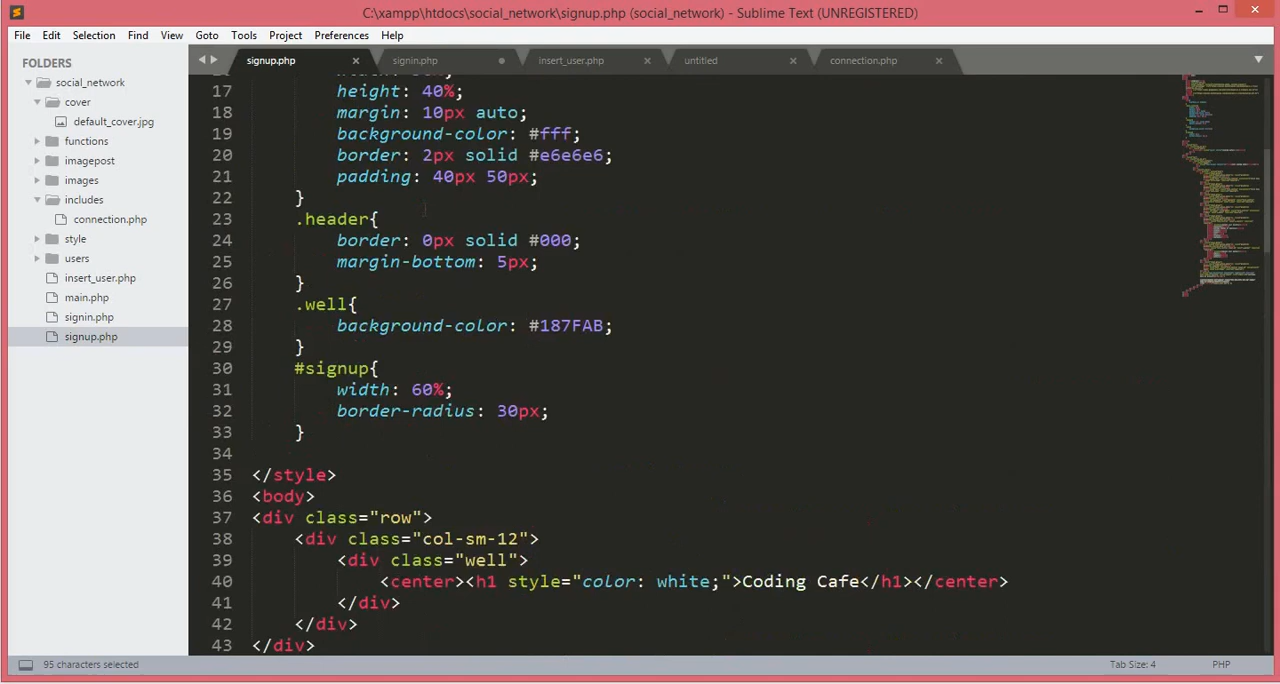 C:\xampp\htdocs\social_network\signup.php (social_network) - Sublime Text (UNREGISTERED)
File Edit Selection Find View Goto Tools Project Preferences Help
FOLDERS
social_network
cover
default_cover.jpg
functions
imagepost
images
includes
connection.php
style
users
insert_user.php
main.php
signin.php
signup.php
signup.php signin.php insert_user.php untitled connection.php
17 height: 40%;
18 margin: 10px auto;
19 background-color: #fff;
20 border: 2px solid #e6e6e6;
21 padding: 40px 50px;
22 }
23 .header{
24 border: 0px solid #000;
25 margin-bottom: 5px;
26 }
27 .well{
28 background-color: #187FAB;
29 }
30 #signup{
31 width: 60%;
32 border-radius: 30px;
33 }
34
35 </style>
36 <body>
37 <div class="row">
38 <div class="col-sm-12">
39 <div class="well">
40 <center><h1 style="color: white;">Coding Cafe</h1></center>
41 </div>
42 </div>
43 </div>
95 characters selected
Tab Size: 4
PHP